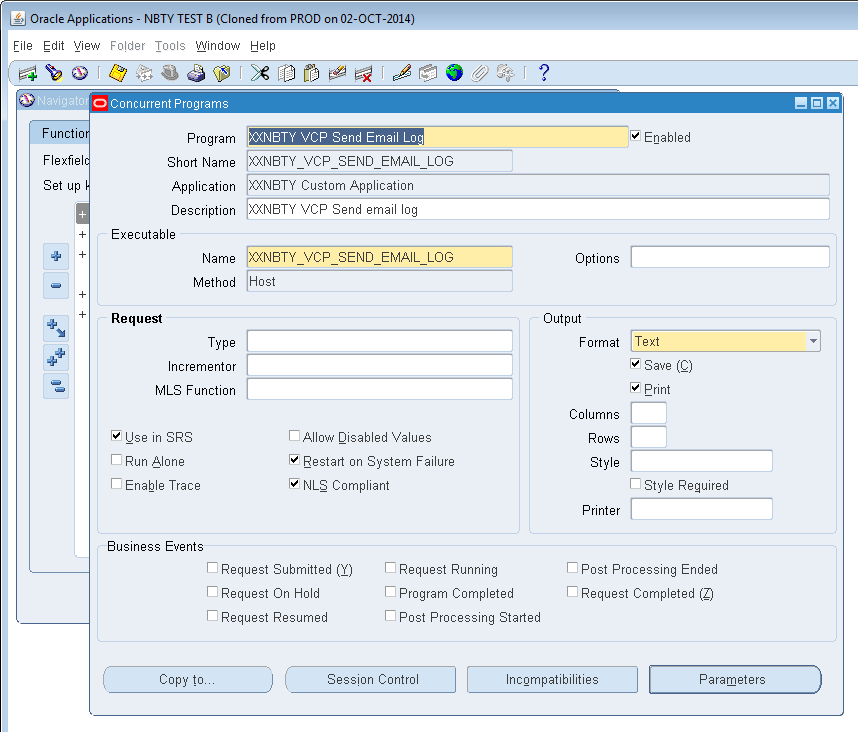 Oracle Applications - NBTY TEST B (Cloned from PROD on 02-OCT-2014)
File Edit View Folder Tools Window Help
Navigator
Concurrent Programs
Function
Flexfield
Set up k
Program XXNBTY VCP Send Email Log Enabled
Short Name XXNBTY_VCP_SEND_EMAIL_LOG
Application XXNBTY Custom Application
Description XXNBTY VCP Send email log
Executable
Name XXNBTY_VCP_SEND_EMAIL_LOG Options
Method Host
Request Output
Type Format Text
Incrementor Save (C)
MLS Function Print
Columns
Use in SRS Allow Disabled Values Rows
Run Alone Restart on System Failure Style
Enable Trace NLS Compliant Style Required
Printer
Business Events
Request Submitted (Y) Request Running Post Processing Ended
Request On Hold Program Completed Request Completed (Z)
Request Resumed Post Processing Started
Copy to... Session Control Incompatibilities Parameters